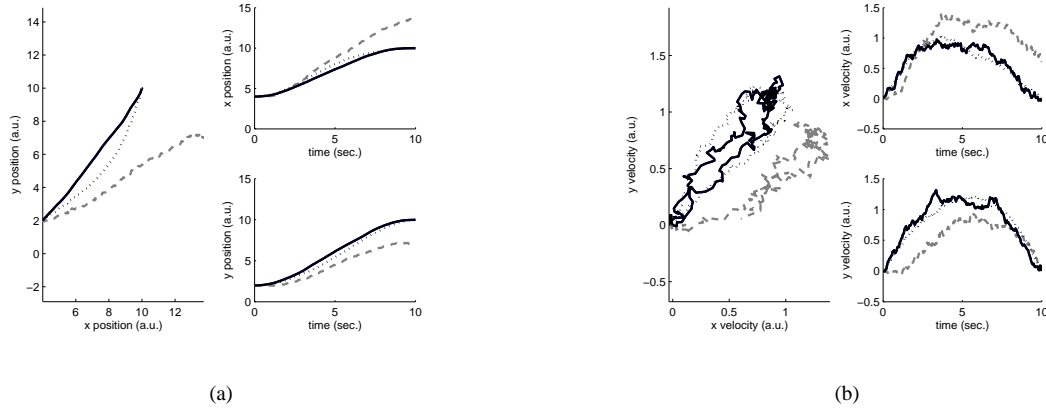 14
12
10
8
6
4
2
0
−2
y position (a.u.)
6 8 10 12
x position (a.u.)
15
10
5
0
x position (a.u.)
0 5 10
time (sec.)
15
10
5
0
y position (a.u.)
0 5 10
time (sec.)
(a)
1.5
1
0.5
0
−0.5
y velocity (a.u.)
0 0.5 1
x velocity (a.u.)
1.5
1
0.5
0
−0.5
x velocity (a.u.)
0 5 10
time (sec.)
1.5
1
0.5
0
−0.5
y velocity (a.u.)
0 5 10
time (sec.)
(b)